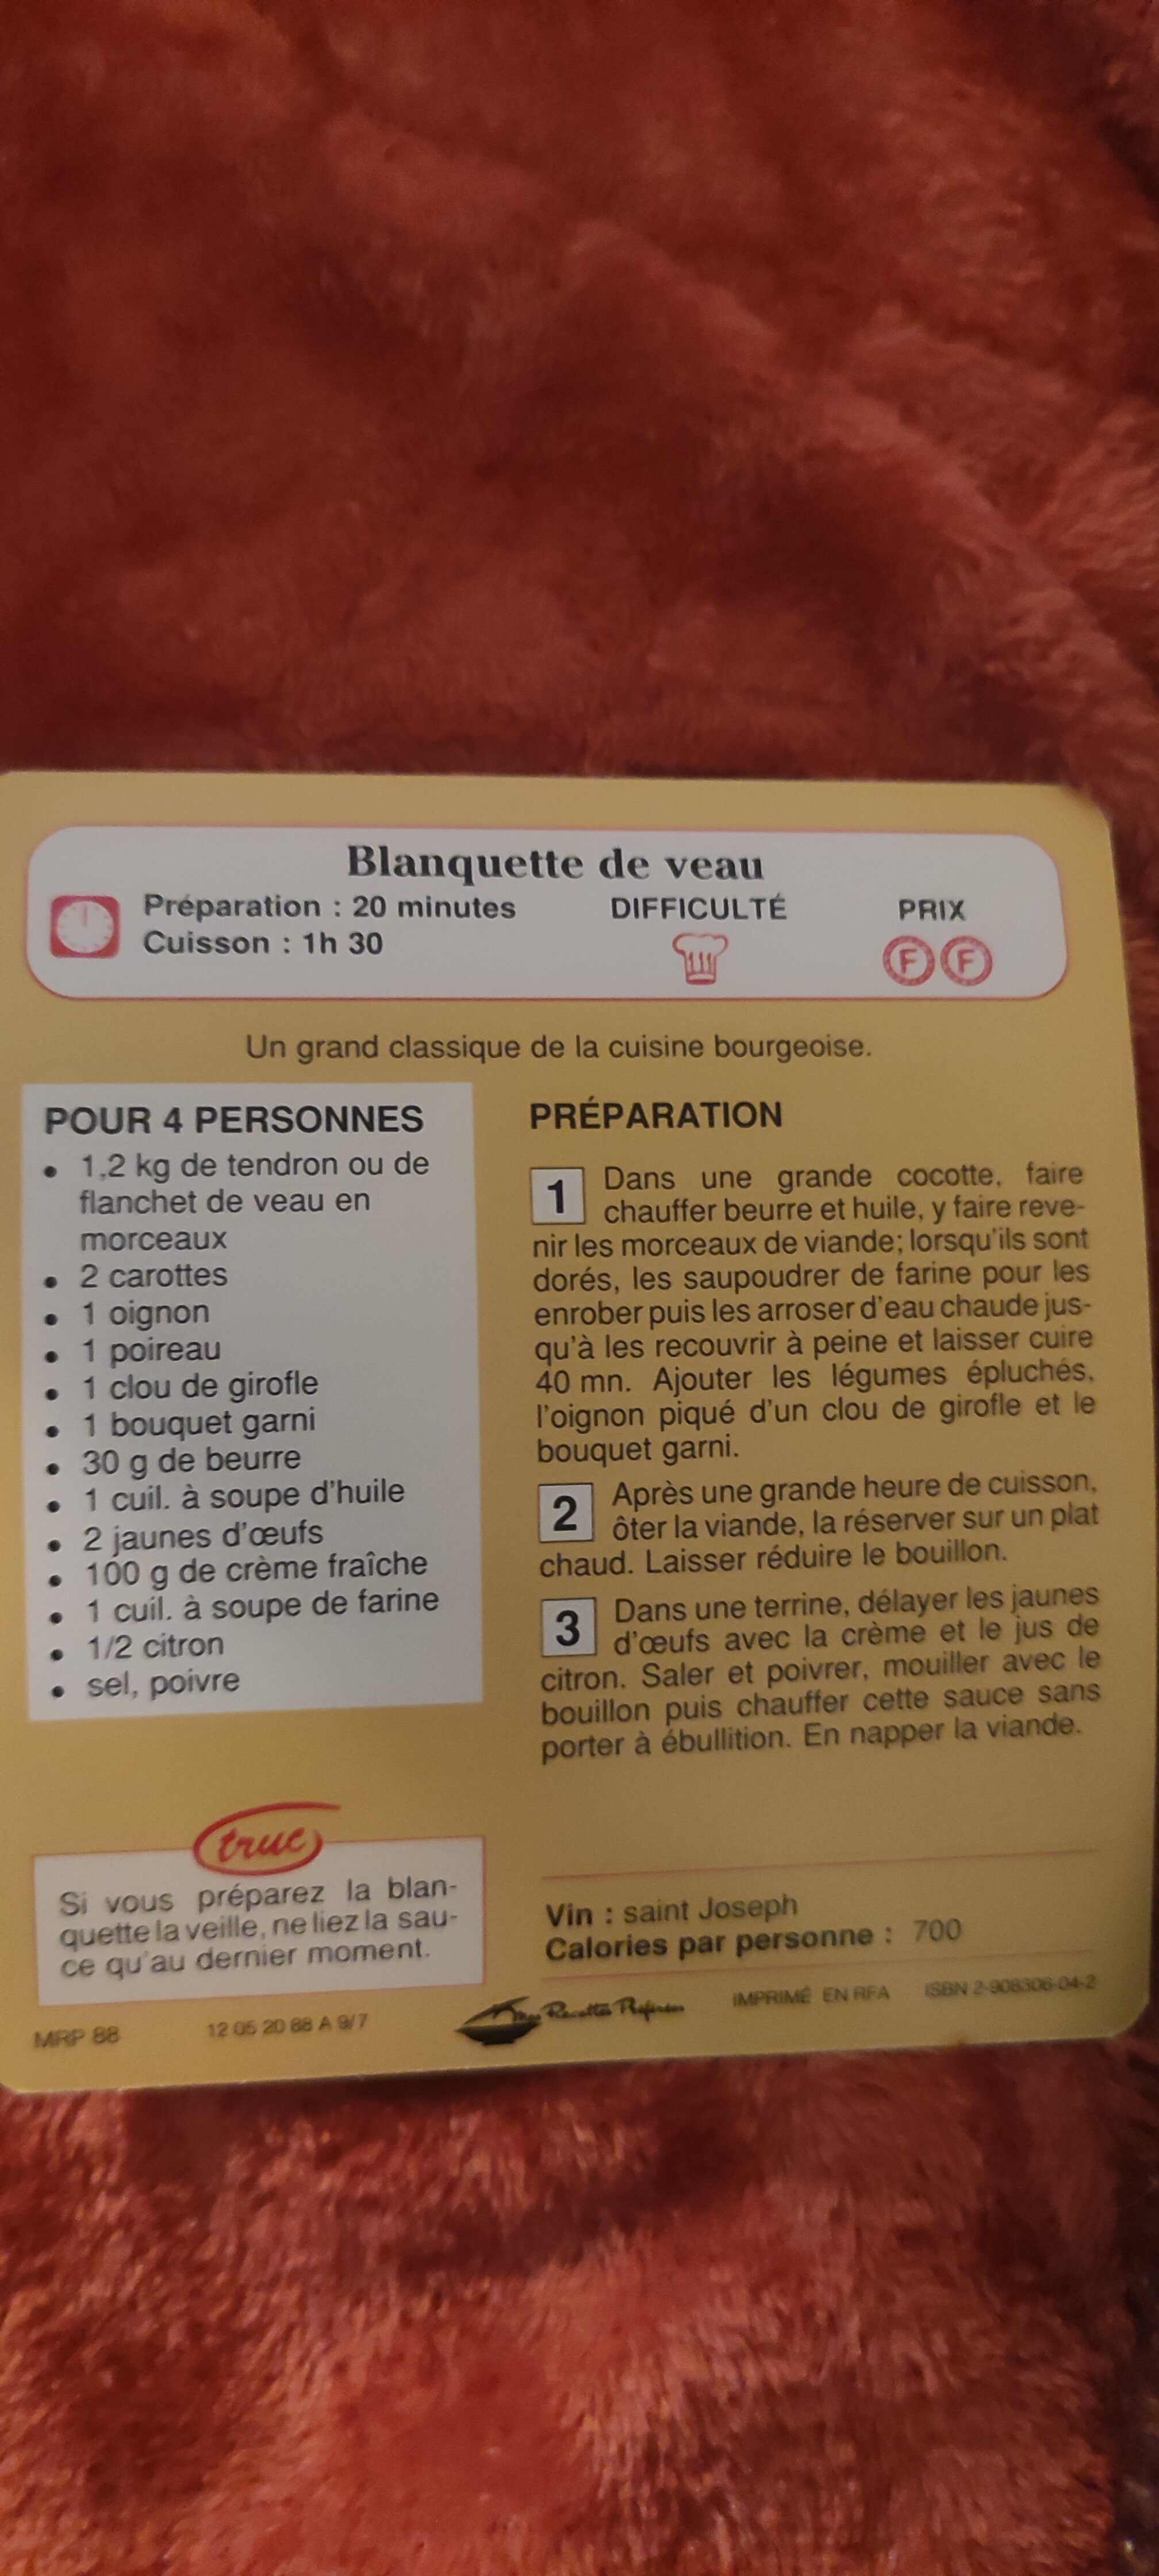 Blanquette de veau
Préparation : 20 minutes
Cuisson : 1h 30
DIFFICULTÉ
PRIX
F F
Un grand classique de la cuisine bourgeoise.
POUR 4 PERSONNES
• 1,2 kg de tendron ou de
flanchet de veau en
morceaux
• 2 carottes
• 1 oignon
• 1 poireau
• 1 clou de girofle
• 1 bouquet garni
• 30 g de beurre
• 1 cuil. à soupe d'huile
• 2 jaunes d'œufs
• 100 g de crème fraîche
• 1 cuil. à soupe de farine
• 1/2 citron
• sel, poivre
truc
Si vous préparez la blan-
quette la veille, ne liez la sau-
ce qu'au dernier moment.
PRÉPARATION
1 Dans une grande cocotte, faire
chauffer beurre et huile, y faire reve-
nir les morceaux de viande; lorsqu'ils sont
dorés, les saupoudrer de farine pour les
enrober puis les arroser d'eau chaude jus-
qu'à les recouvrir à peine et laisser cuire
40 mn. Ajouter les légumes épluchés,
l'oignon piqué d'un clou de girofle et le
bouquet garni.
2 Après une grande heure de cuisson,
ôter la viande, la réserver sur un plat
chaud. Laisser réduire le bouillon.
3 Dans une terrine, délayer les jaunes
d'œufs avec la crème et le jus de
citron. Saler et poivrer, mouiller avec le
bouillon puis chauffer cette sauce sans
porter à ébullition. En napper la viande.
Vin : saint Joseph
Calories par personne : 700
MRP 88
12 05 20 88 A 9/7
Mes Recettes Préférées
IMPRIMÉ EN RFA
ISBN 2-908306-04-2